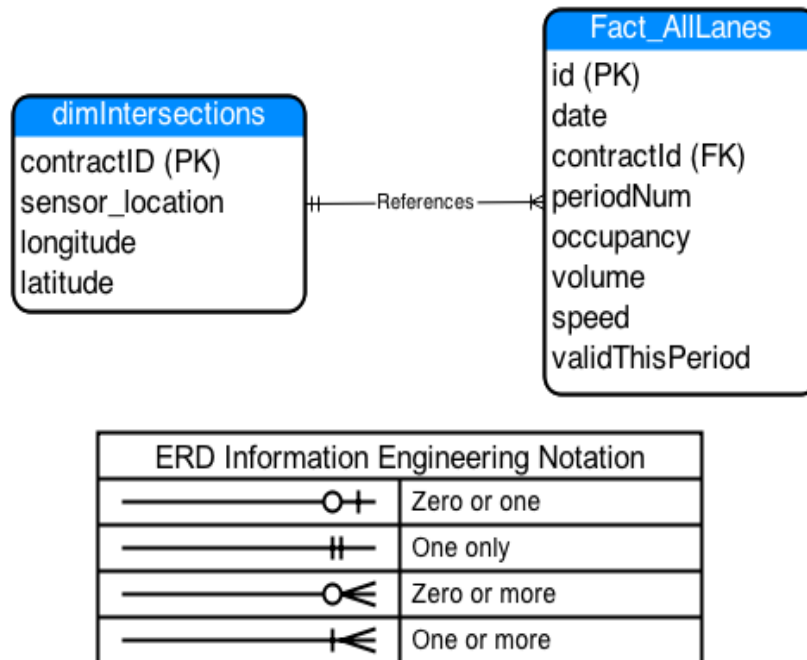 dimIntersections
contractID (PK)
sensor_location
longitude
latitude
References
Fact_AllLanes
id (PK)
date
contractId (FK)
periodNum
occupancy
volume
speed
validThisPeriod
ERD Information Engineering Notation
Zero or one
One only
Zero or more
One or more